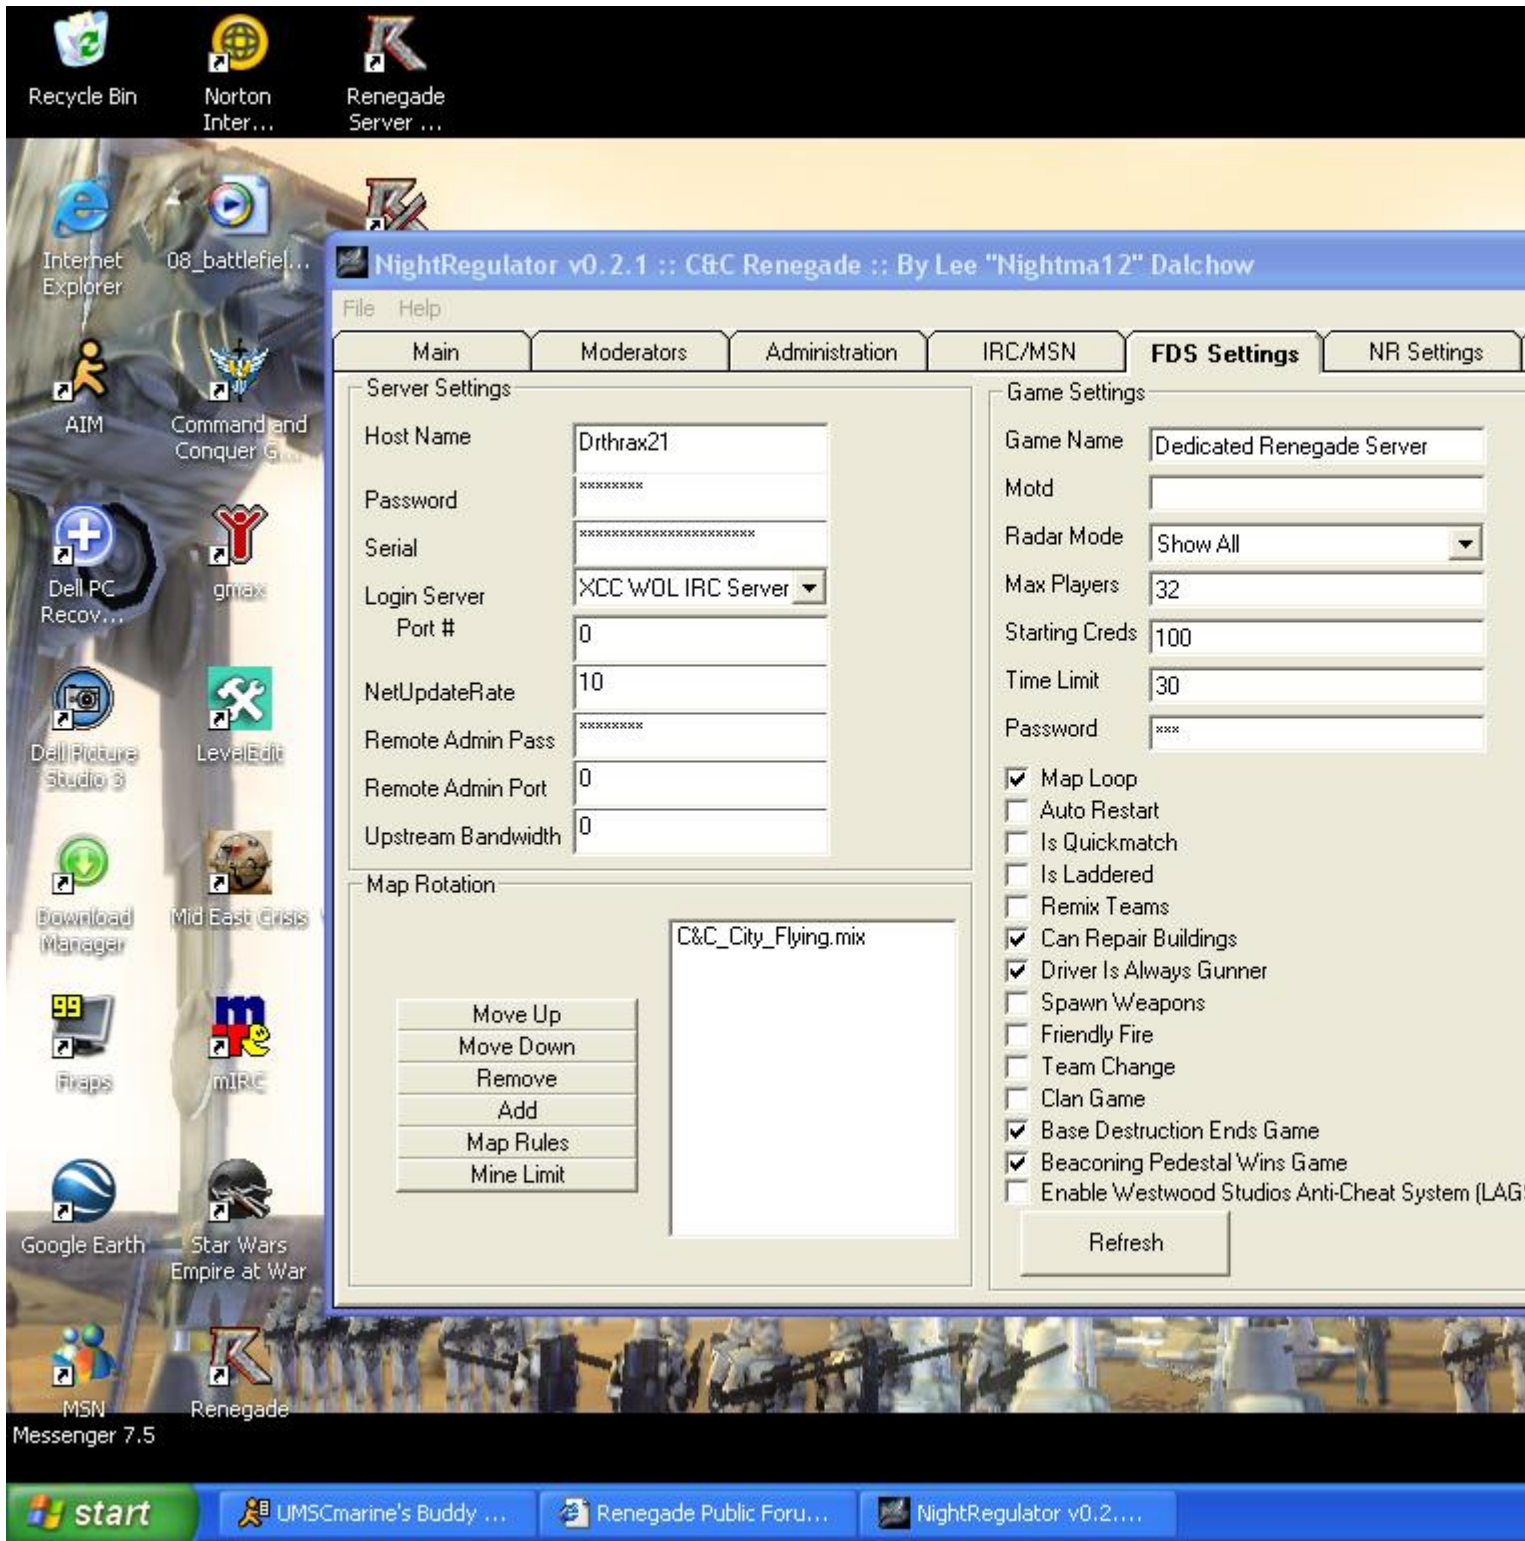 Recycle Bin
Norton
Inter...
Renegade
Server ...
Internet
Explorer
08_battlefiel...
AIM
Command and
Conquer G...
Dell PC
Recov...
gmax
Dell Picture
Studio 3
LevelEdit
Download
Manager
Mid East Crisis
99
Fraps
mIRC
Google Earth
Star Wars
Empire at War
MSN
Messenger 7.5
Renegade
NightRegulator v0.2.1 :: C&C Renegade :: By Lee "Nightma12" Dalchow
File Help
Main Moderators Administration IRC/MSN FDS Settings NR Settings
Server Settings
Host Name Drthrax21
Password ********
Serial **********************
Login Server XCC WOL IRC Server
Port # 0
NetUpdateRate 10
Remote Admin Pass ********
Remote Admin Port 0
Upstream Bandwidth 0
Map Rotation
C&C_City_Flying.mix
Move Up
Move Down
Remove
Add
Map Rules
Mine Limit
Game Settings
Game Name Dedicated Renegade Server
Motd
Radar Mode Show All
Max Players 32
Starting Creds 100
Time Limit 30
Password ***
Map Loop
Auto Restart
Is Quickmatch
Is Laddered
Remix Teams
Can Repair Buildings
Driver Is Always Gunner
Spawn Weapons
Friendly Fire
Team Change
Clan Game
Base Destruction Ends Game
Beaconing Pedestal Wins Game
Enable Westwood Studios Anti-Cheat System (LAG
Refresh
start UMSCmarine's Buddy ... Renegade Public Foru... NightRegulator v0.2....